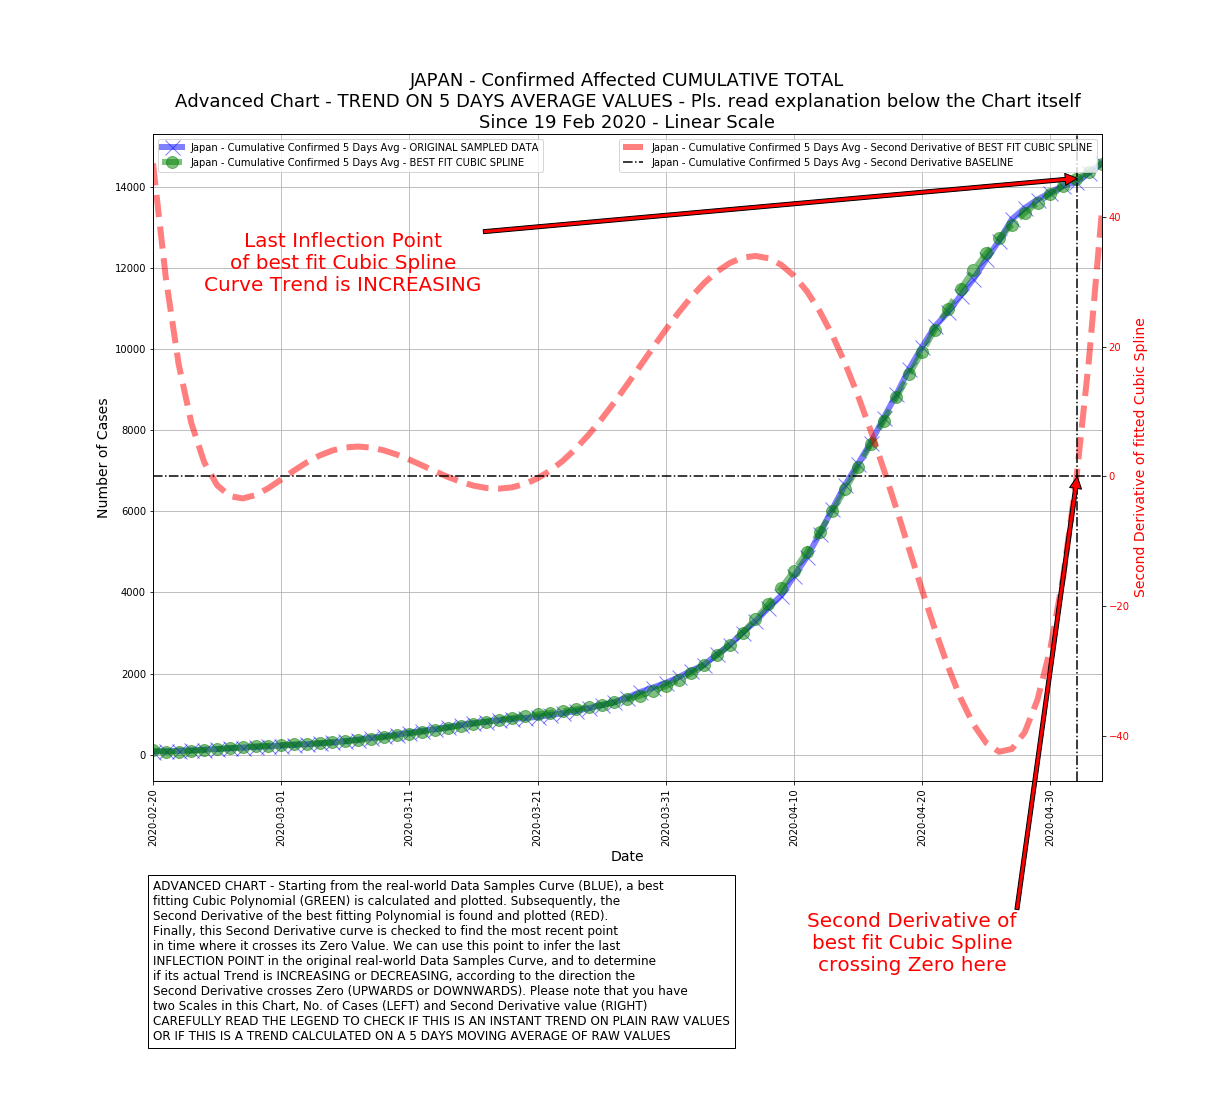 JAPAN - Confirmed Affected CUMULATIVE TOTAL
Advanced Chart - TREND ON 5 DAYS AVERAGE VALUES - Pls. read explanation below the Chart itself
Since 19 Feb 2020 - Linear Scale
Japan - Cumulative Confirmed 5 Days Avg - ORIGINAL SAMPLED DATA
Japan - Cumulative Confirmed 5 Days Avg - BEST FIT CUBIC SPLINE
Japan - Cumulative Confirmed 5 Days Avg - Second Derivative of BEST FIT CUBIC SPLINE
Japan - Cumulative Confirmed 5 Days Avg - Second Derivative BASELINE
Last Inflection Point
of best fit Cubic Spline
Curve Trend is INCREASING
Number of Cases
14000
12000
10000
8000
6000
4000
2000
0
40
20
0
−20
−40
Second Derivative of fitted Cubic Spline
2020-02-20
2020-03-01
2020-03-11
2020-03-21
2020-03-31
2020-04-10
2020-04-20
2020-04-30
Date
ADVANCED CHART - Starting from the real-world Data Samples Curve (BLUE), a best
fitting Cubic Polynomial (GREEN) is calculated and plotted. Subsequently, the
Second Derivative of the best fitting Polynomial is found and plotted (RED).
Finally, this Second Derivative curve is checked to find the most recent point
in time where it crosses its Zero Value. We can use this point to infer the last
INFLECTION POINT in the original real-world Data Samples Curve, and to determine
if its actual Trend is INCREASING or DECREASING, according to the direction the
Second Derivative crosses Zero (UPWARDS or DOWNWARDS). Please note that you have
two Scales in this Chart, No. of Cases (LEFT) and Second Derivative value (RIGHT)
CAREFULLY READ THE LEGEND TO CHECK IF THIS IS AN INSTANT TREND ON PLAIN RAW VALUES
OR IF THIS IS A TREND CALCULATED ON A 5 DAYS MOVING AVERAGE OF RAW VALUES
Second Derivative of
best fit Cubic Spline
crossing Zero here